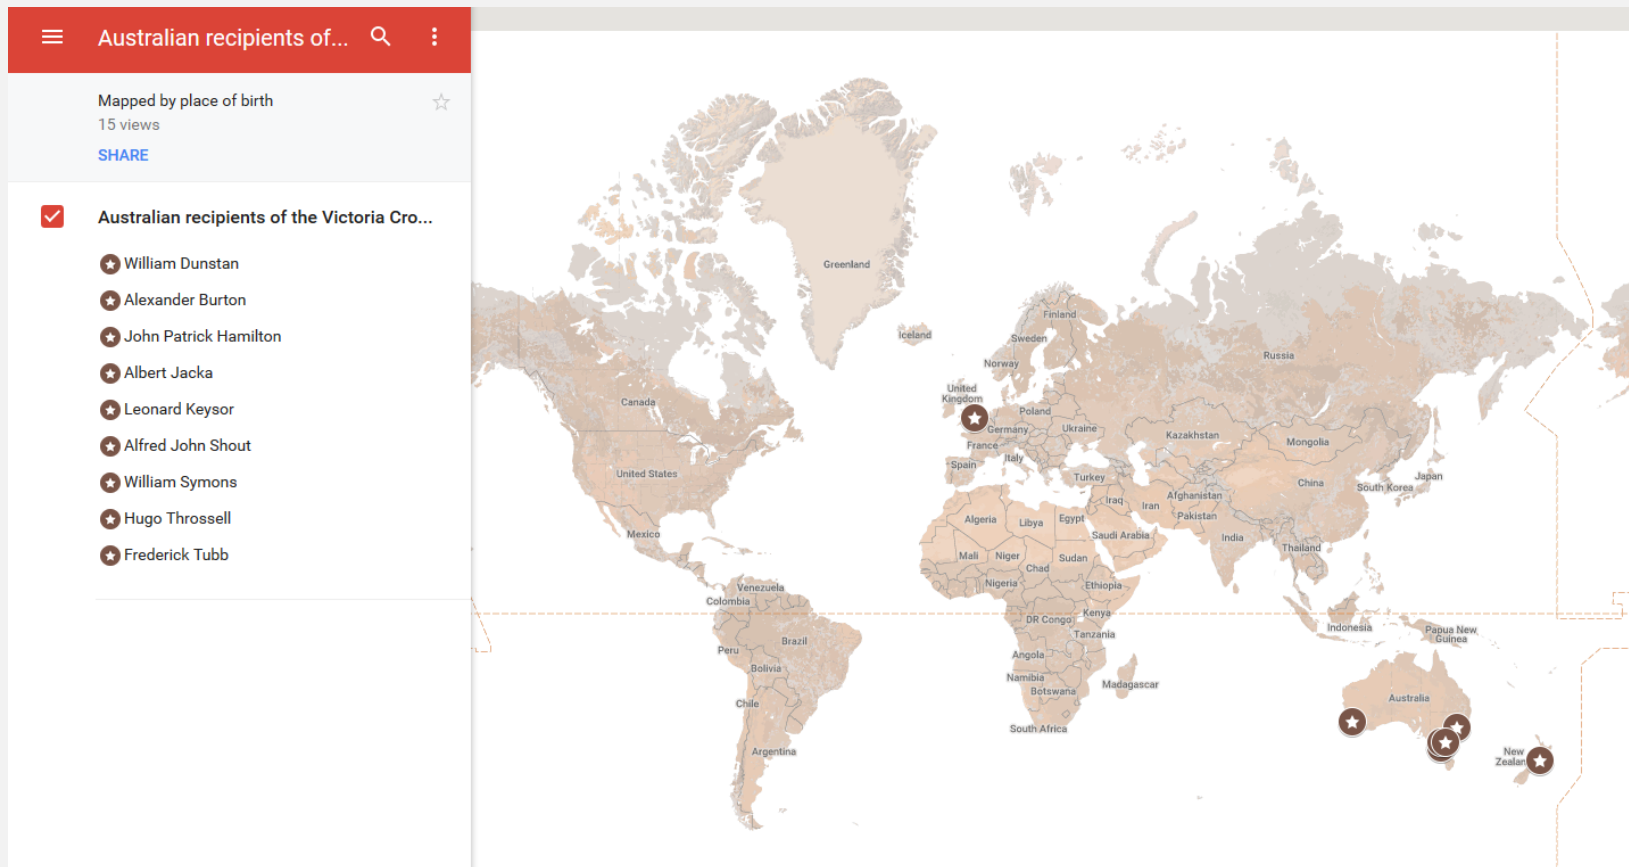 Australian recipients of...
Mapped by place of birth
15 views
SHARE
Australian recipients of the Victoria Cro...
William Dunstan
Alexander Burton
John Patrick Hamilton
Albert Jacka
Leonard Keysor
Alfred John Shout
William Symons
Hugo Throssell
Frederick Tubb
Greenland
Iceland
Finland
Sweden
Norway
Russia
United
Kingdom
Canada
Poland
Germany
Ukraine
Kazakhstan
Mongolia
France
Italy
Spain
United States
Turkey
China
Japan
South Korea
Afghanistan
Iraq
Iran
Pakistan
Algeria
Libya
Egypt
Saudi Arabia
Mexico
India
Thailand
Mali
Niger
Sudan
Chad
Nigeria
Ethiopia
Venezuela
Colombia
Kenya
DR Congo
Tanzania
Indonesia
Papua New
Guinea
Brazil
Peru
Angola
Bolivia
Namibia
Botswana
Madagascar
Australia
Chile
South Africa
Argentina
New
Zealan